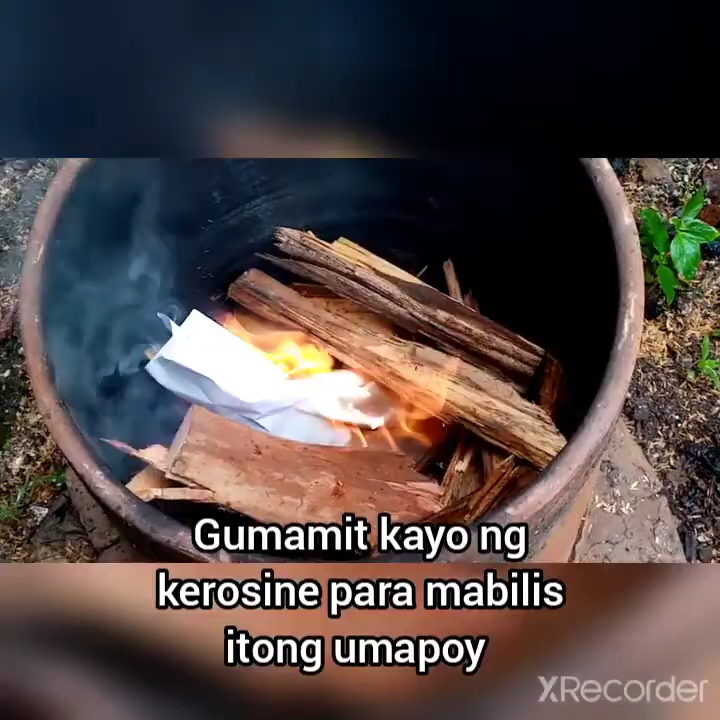 Gumamit kayo ng
kerosine para mabilis
itong umapoy
XRecorder